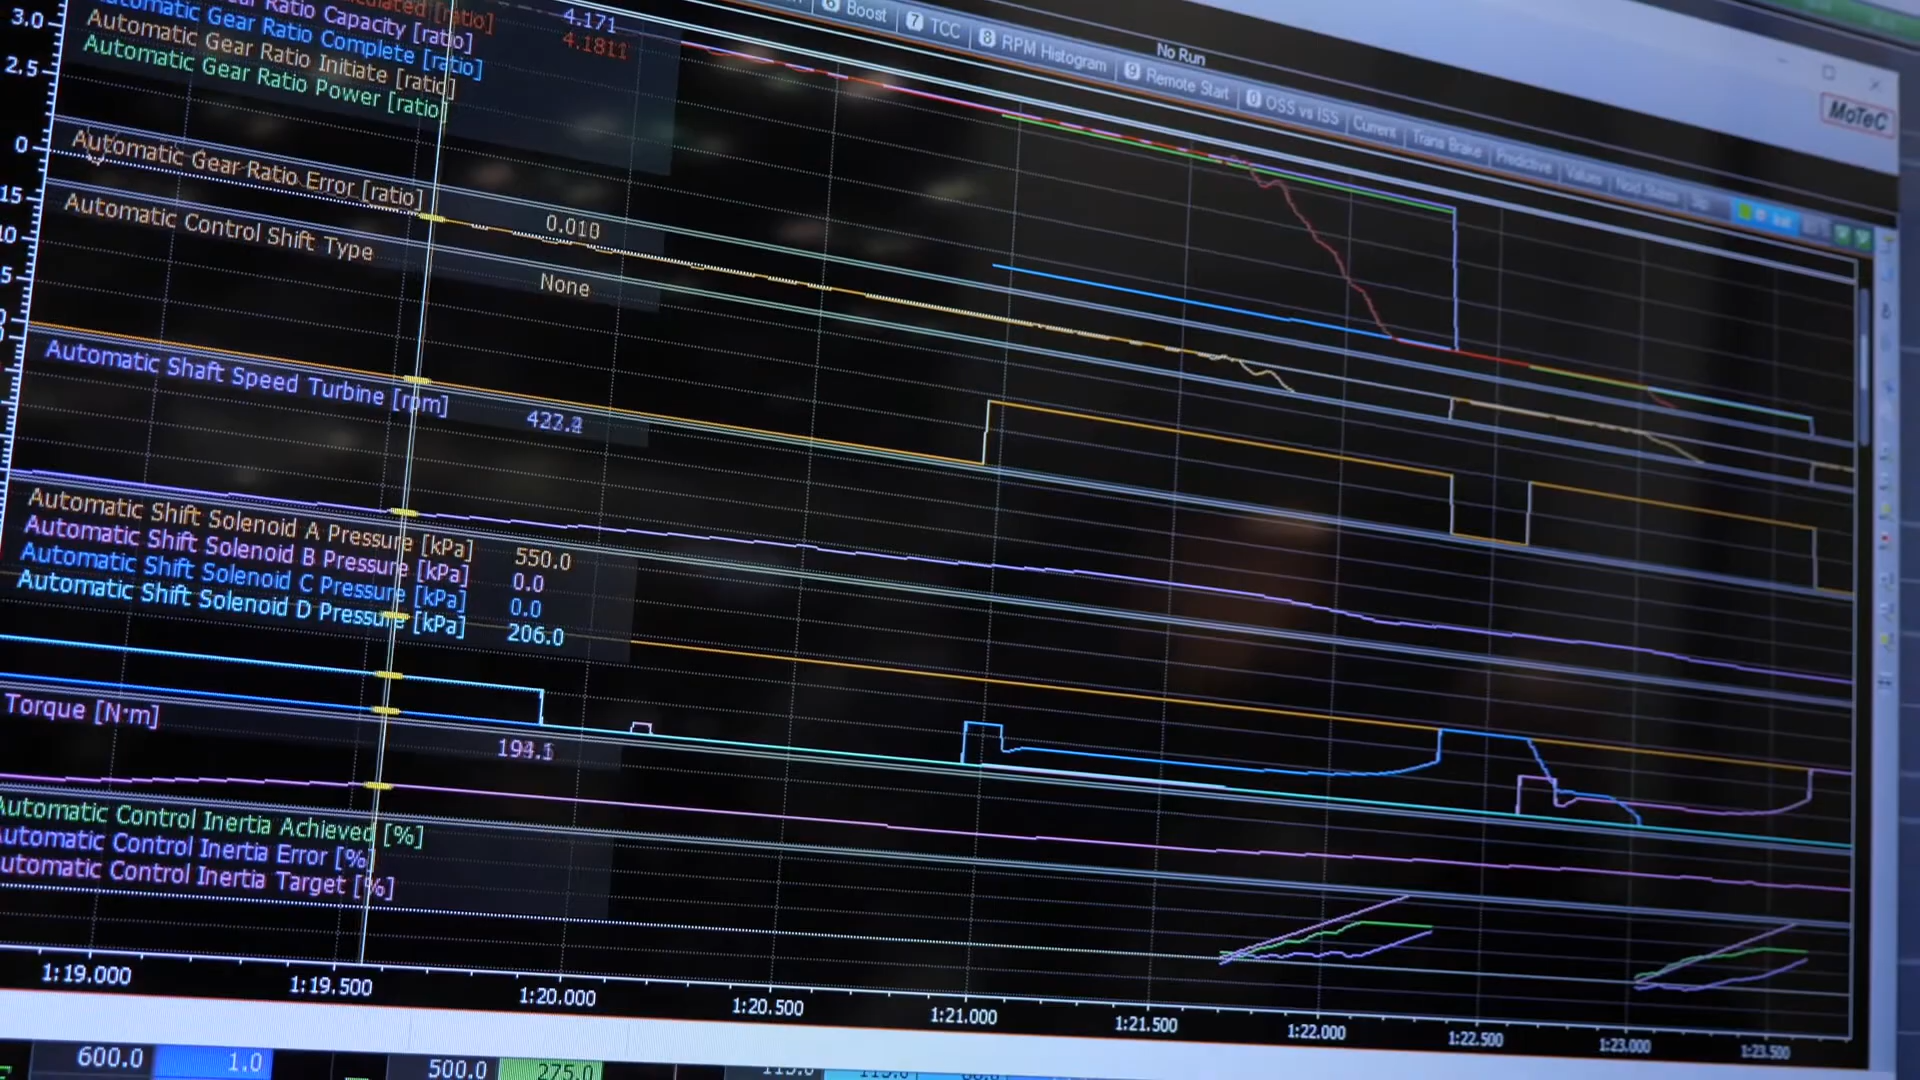 Boost
7 TCC
8 RPM Histogram
9 Remote Start
0 OSS vs ISS
Current
Trans Brake
Predictive
Values
No Run
MoTeC
3.0
2.5
0
15
10
5
Ratio Capacity [ratio]
4.171
Automatic Gear Ratio Complete [ratio]
4.1811
Automatic Gear Ratio Initiate [ratio]
Automatic Gear Ratio Power [ratio]
Automatic Gear Ratio Error [ratio]
0.010
Automatic Control Shift Type
None
Automatic Shaft Speed Turbine [rpm]
Automatic Shift Solenoid A Pressure [kPa]
550.0
Automatic Shift Solenoid B Pressure [kPa]
0.0
Automatic Shift Solenoid C Pressure [kPa]
0.0
Automatic Shift Solenoid D Pressure [kPa]
206.0
Torque [N·m]
Automatic Control Inertia Achieved [%]
Automatic Control Inertia Error [%]
Automatic Control Inertia Target [%]
1:19.000
1:19.500
1:20.000
1:20.500
1:21.000
1:21.500
1:22.000
1:22.500
1:23.000
1:23.500
600.0
1.0
500.0
275.0